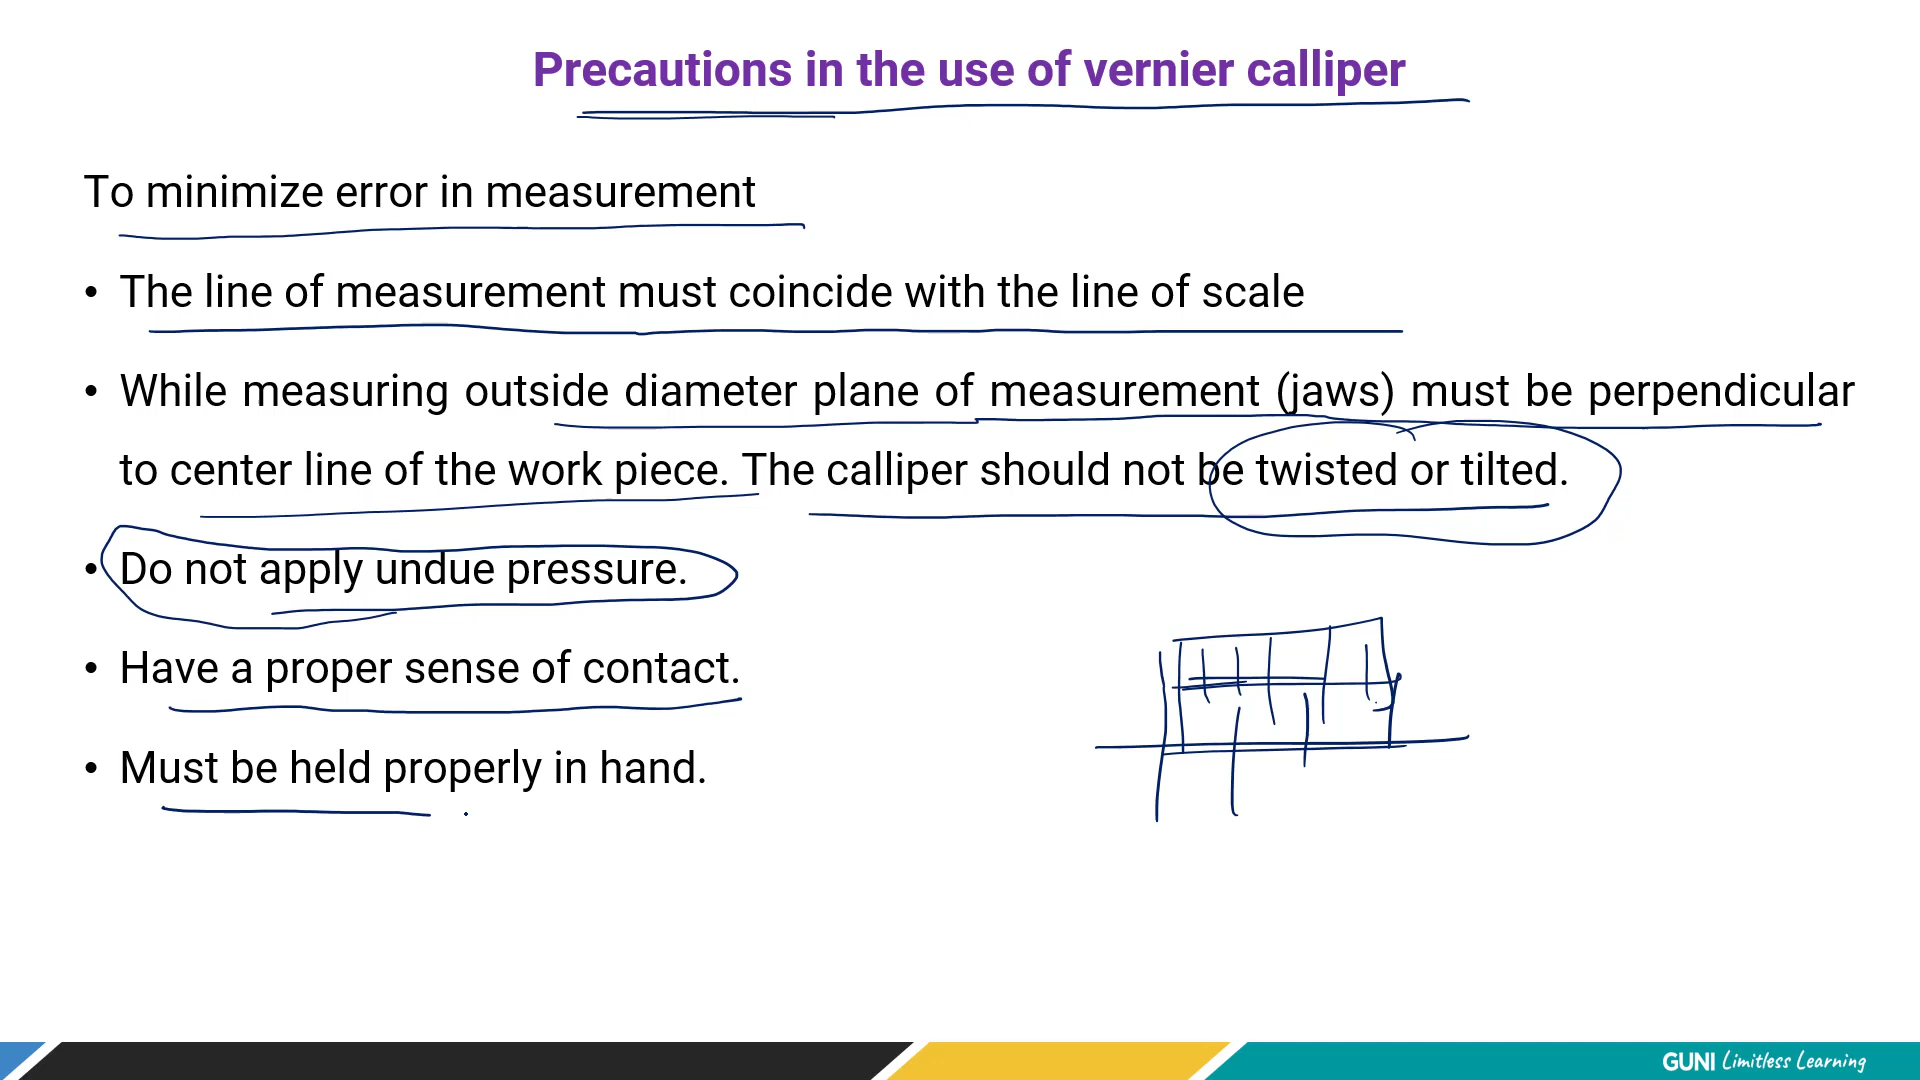 Precautions in the use of vernier calliper
To minimize error in measurement
• The line of measurement must coincide with the line of scale
• While measuring outside diameter plane of measurement (jaws) must be perpendicular
to center line of the work piece. The calliper should not be twisted or tilted.
• Do not apply undue pressure.
• Have a proper sense of contact.
• Must be held properly in hand.
GUNI Limitless Learning